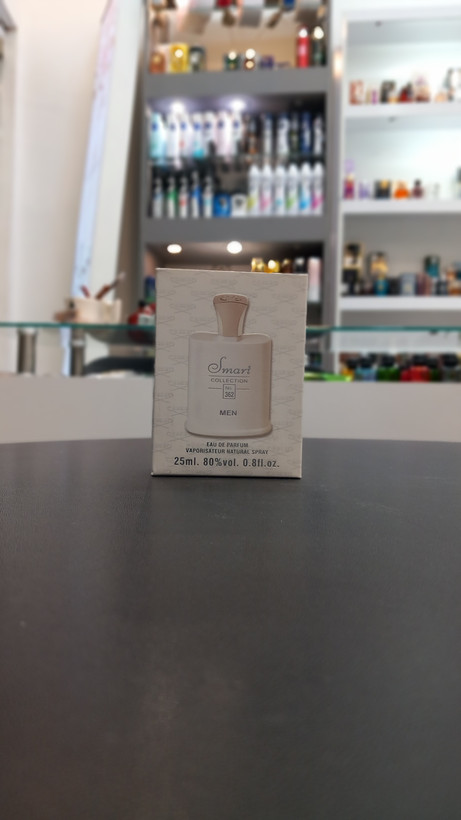 Smart
COLLECTION
No.
362
MEN
EAU DE PARFUM
VAPORISATEUR NATURAL SPRAY
25ml. 80%vol. 0.8fl.oz.